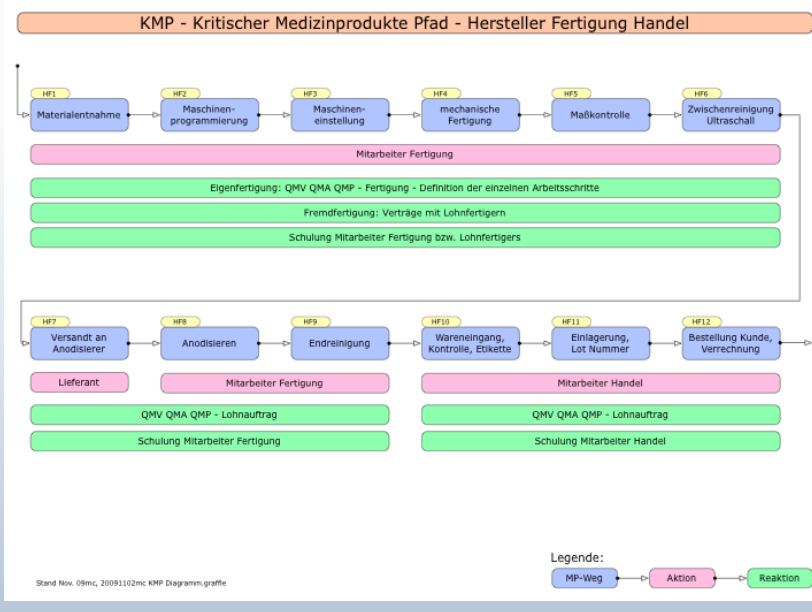 KMP - Kritischer Medizinprodukte Pfad - Hersteller Fertigung Handel
HF1
HF2
HF3
HF4
HF5
HF6
Materialentnahme
Maschinen-
programmierung
Maschinen-
einstellung
mechanische
Fertigung
Maßkontrolle
Zwischenreinigung
Ultraschall
Mitarbeiter Fertigung
Eigenfertigung: QMV QMA QMP - Fertigung - Definition der einzelnen Arbeitsschritte
Fremdfertigung: Verträge mit Lohnfertigern
Schulung Mitarbeiter Fertigung bzw. Lohnfertigers
HF7
HF8
HF9
HF10
HF11
HF12
Versandt an
Anodisierer
Anodisieren
Endreinigung
Wareneingang,
Kontrolle, Etikette
Einlagerung,
Lot Nummer
Bestellung Kunde,
Verrechnung
Lieferant
Mitarbeiter Fertigung
Mitarbeiter Handel
QMV QMA QMP - Lohnauftrag
QMV QMA QMP - Lohnauftrag
Schulung Mitarbeiter Fertigung
Schulung Mitarbeiter Handel
Legende:
MP-Weg
Aktion
Reaktion
Stand Nov. 09mc, 20091102mc KMP Diagramm.graffle